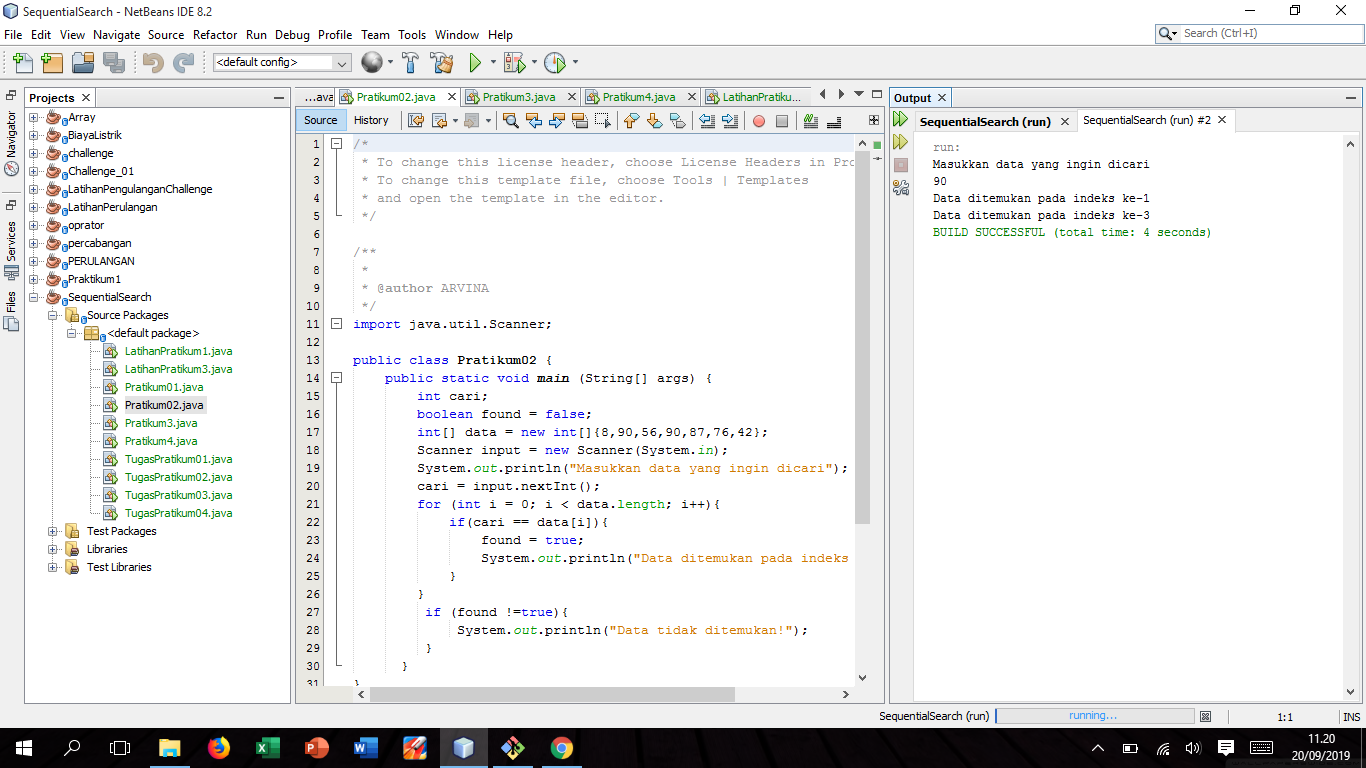 SequentialSearch - NetBeans IDE 8.2
File Edit View Navigate Source Refactor Run Debug Profile Team Tools Window Help
Search (Ctrl+I)
<default config>
Navigator
Services
Files
Projects
Array
BiayaListrik
challenge
Challenge_01
LatihanPengulanganChallenge
LatihanPerulangan
oprator
percabangan
PERULANGAN
Praktikum1
SequentialSearch
Source Packages
<default package>
LatihanPratikum1.java
LatihanPratikum3.java
Pratikum01.java
Pratikum02.java
Pratikum3.java
Pratikum4.java
TugasPratikum01.java
TugasPratikum02.java
TugasPratikum03.java
TugasPratikum04.java
Test Packages
Libraries
Test Libraries
...ava Pratikum02.java Pratikum3.java Pratikum4.java LatihanPratiku...
Source History
1 /*
2 * To change this license header, choose License Headers in Pro
3 * To change this template file, choose Tools | Templates
4 * and open the template in the editor.
5 */
6
7 /**
8 *
9 * @author ARVINA
10 */
11 import java.util.Scanner;
12
13 public class Pratikum02 {
14 public static void main (String[] args) {
15 int cari;
16 boolean found = false;
17 int[] data = new int[]{8,90,56,90,87,76,42};
18 Scanner input = new Scanner(System.in);
19 System.out.println("Masukkan data yang ingin dicari");
20 cari = input.nextInt();
21 for (int i = 0; i < data.length; i++){
22 if(cari == data[i]){
23 found = true;
24 System.out.println("Data ditemukan pada indeks
25 }
26 }
27 if (found !=true){
28 System.out.println("Data tidak ditemukan!");
29 }
30 }
31 }
Output
SequentialSearch (run) SequentialSearch (run) #2
run:
Masukkan data yang ingin dicari
90
Data ditemukan pada indeks ke-1
Data ditemukan pada indeks ke-3
BUILD SUCCESSFUL (total time: 4 seconds)
SequentialSearch (run) running... 1:1 INS
11.20
20/09/2019